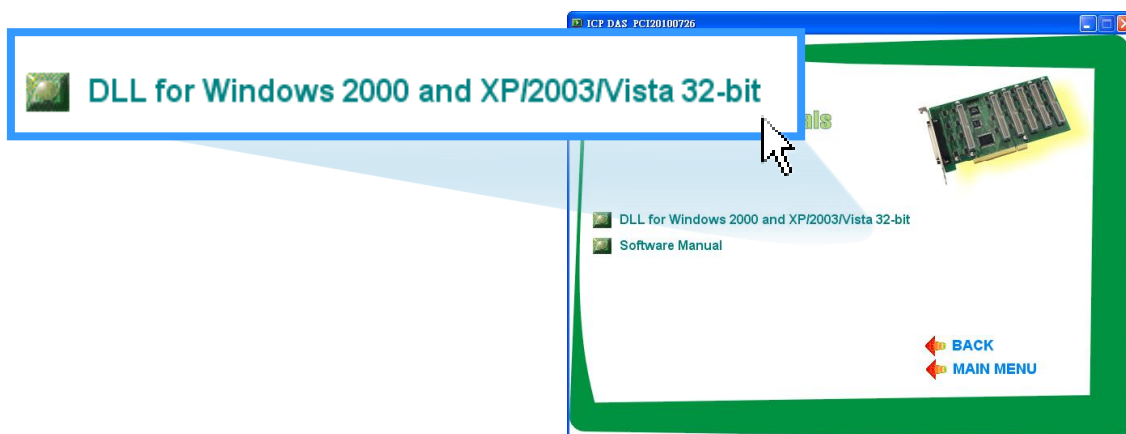 ICP DAS PCI20100726
DLL for Windows 2000 and XP/2003/Vista 32-bit
als
DLL for Windows 2000 and XP/2003/Vista 32-bit
Software Manual
BACK
MAIN MENU